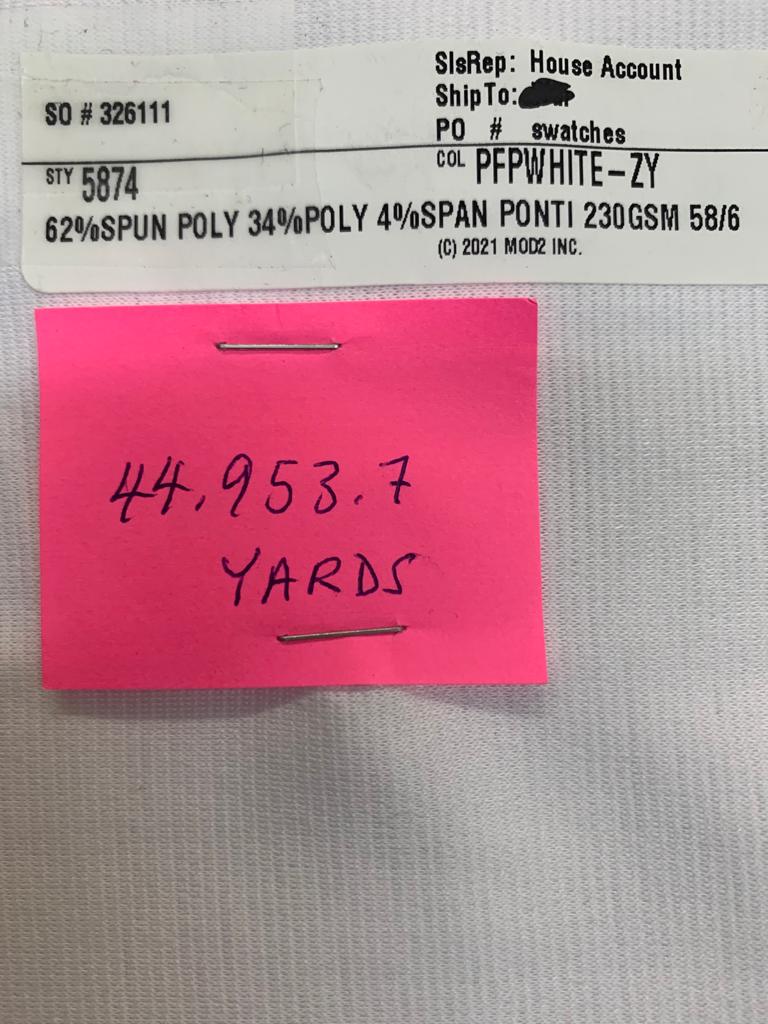 SlsRep: House Account
SO # 326111
ShipTo:
PO # swatches
STY 5874
COL PFPWHITE-ZY
62%SPUN POLY 34%POLY 4%SPAN PONTI 230GSM 58/6
(C) 2021 MOD2 INC.
44,953.7
YARDS